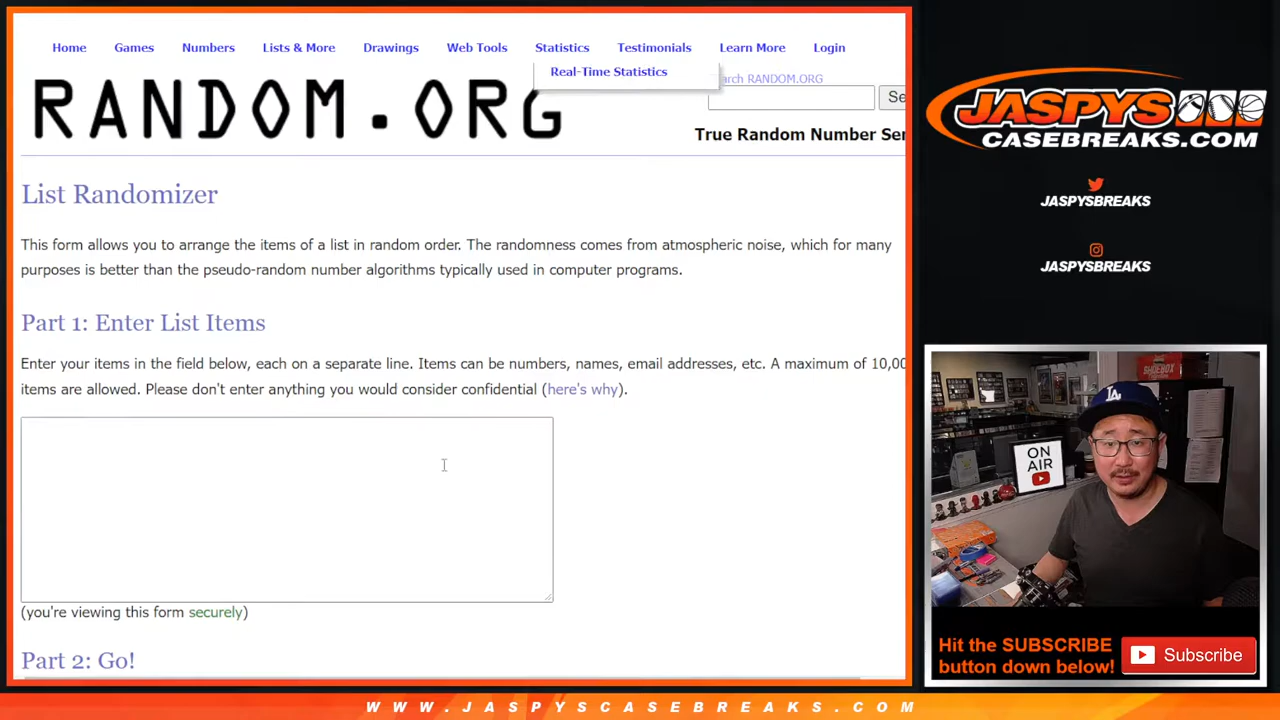 Home Games Numbers Lists & More Drawings Web Tools Statistics Testimonials Learn More Login
Real-Time Statistics
arch RANDOM.ORG
RANDOM.ORG
Se
True Random Number Ser
List Randomizer
This form allows you to arrange the items of a list in random order. The randomness comes from atmospheric noise, which for many
purposes is better than the pseudo-random number algorithms typically used in computer programs.
Part 1: Enter List Items
Enter your items in the field below, each on a separate line. Items can be numbers, names, email addresses, etc. A maximum of 10,00
items are allowed. Please don't enter anything you would consider confidential (here's why).
(you're viewing this form securely)
Part 2: Go!
JASPYS
CASEBREAKS.COM
JASPYSBREAKS
JASPYSBREAKS
SHOEBOX
LA
ON
AIR
Hit the SUBSCRIBE
button down below!
Subscribe
WWW.JASPYSCASEBREAKS.COM